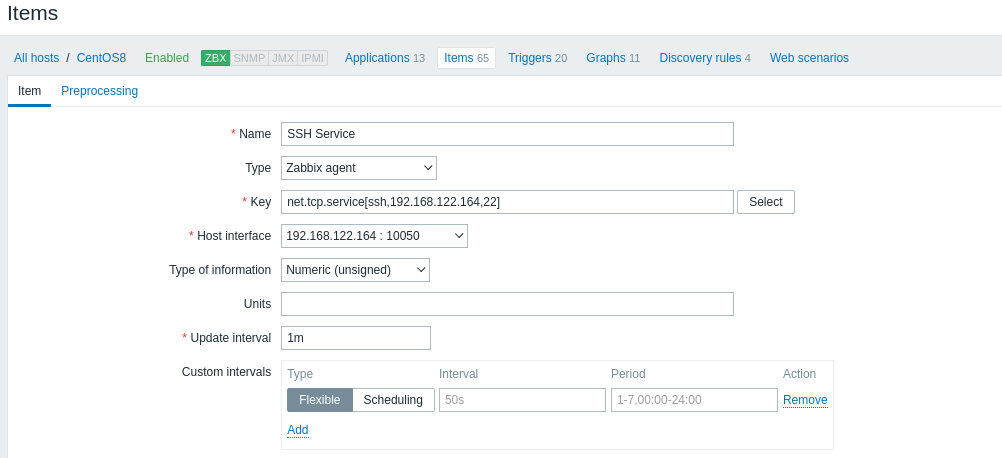 Items
All hosts / CentOS8 Enabled ZBX SNMP JMX IPMI Applications 13 Items 65 Triggers 20 Graphs 11 Discovery rules 4 Web scenarios
Item Preprocessing
* Name SSH Service
Type Zabbix agent
* Key net.tcp.service[ssh,192.168.122.164,22] Select
* Host interface 192.168.122.164 : 10050
Type of information Numeric (unsigned)
Units
* Update interval 1m
Custom intervals Type Interval Period Action
Flexible Scheduling 50s 1-7,00:00-24:00 Remove
Add